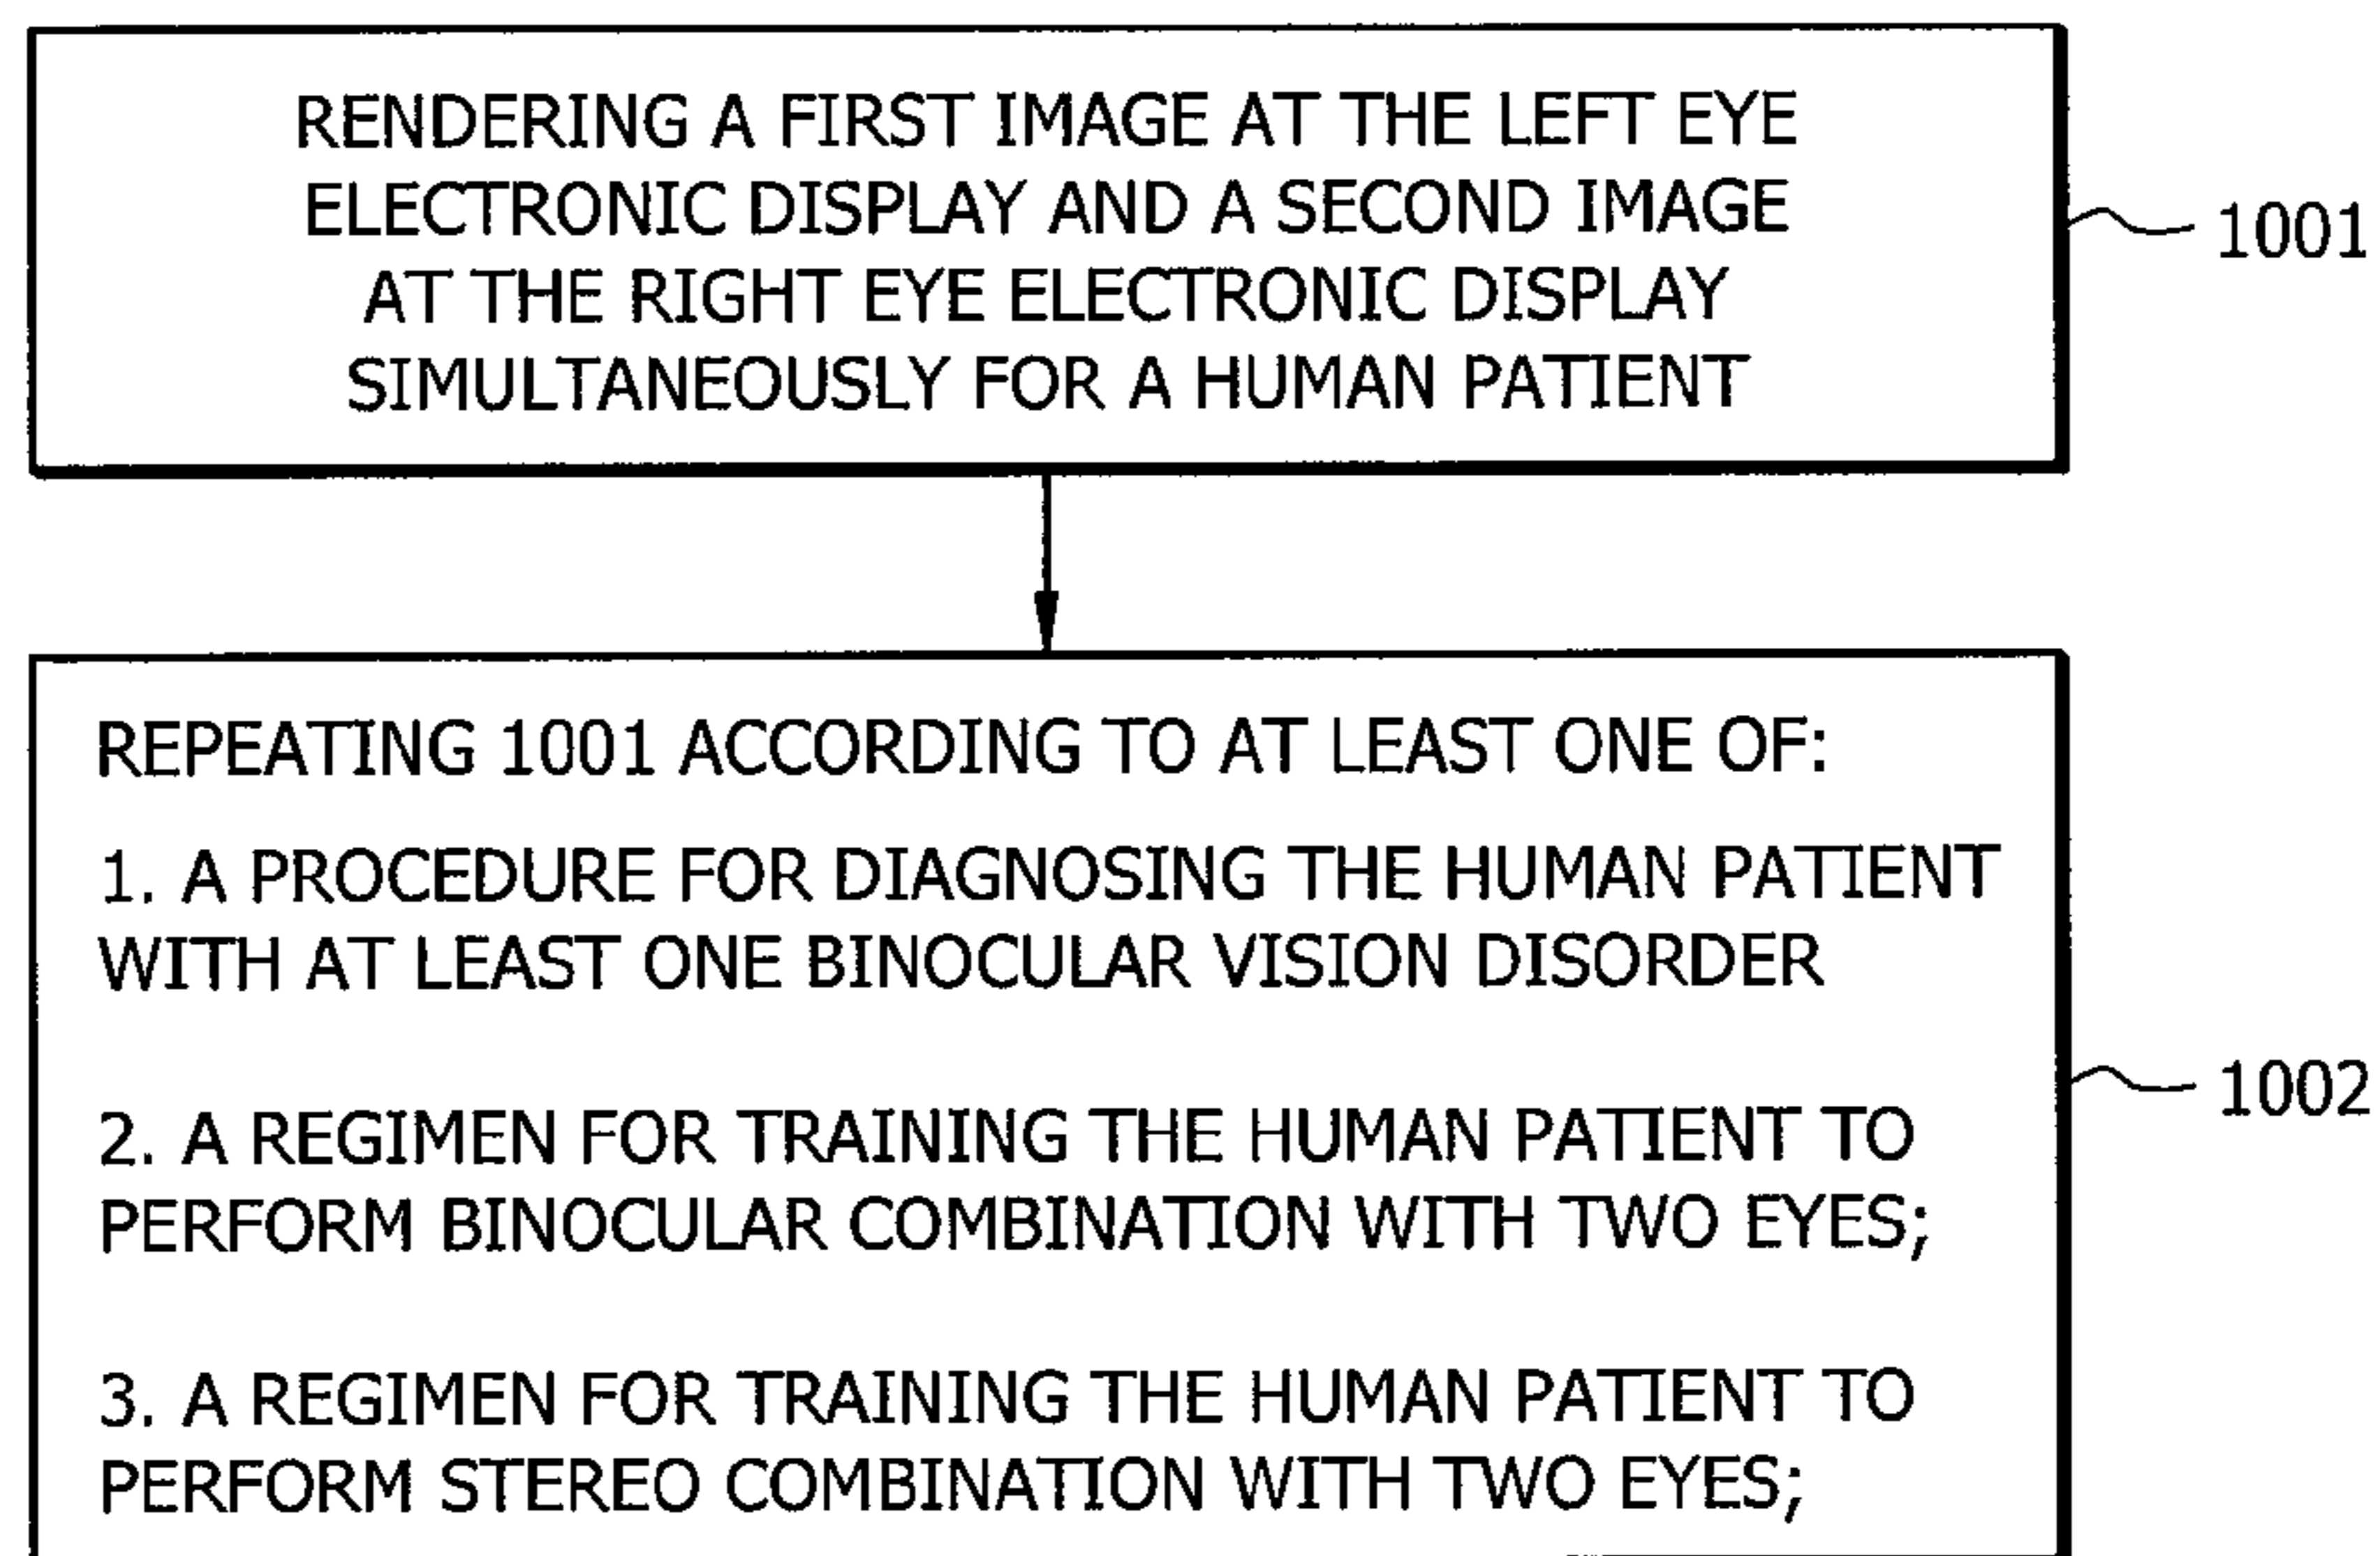 RENDERING A FIRST IMAGE AT THE LEFT EYE
ELECTRONIC DISPLAY AND A SECOND IMAGE
AT THE RIGHT EYE ELECTRONIC DISPLAY
SIMULTANEOUSLY FOR A HUMAN PATIENT
1001
REPEATING 1001 ACCORDING TO AT LEAST ONE OF:
1. A PROCEDURE FOR DIAGNOSING THE HUMAN PATIENT
WITH AT LEAST ONE BINOCULAR VISION DISORDER
2. A REGIMEN FOR TRAINING THE HUMAN PATIENT TO
PERFORM BINOCULAR COMBINATION WITH TWO EYES;
3. A REGIMEN FOR TRAINING THE HUMAN PATIENT TO
PERFORM STEREO COMBINATION WITH TWO EYES;
1002